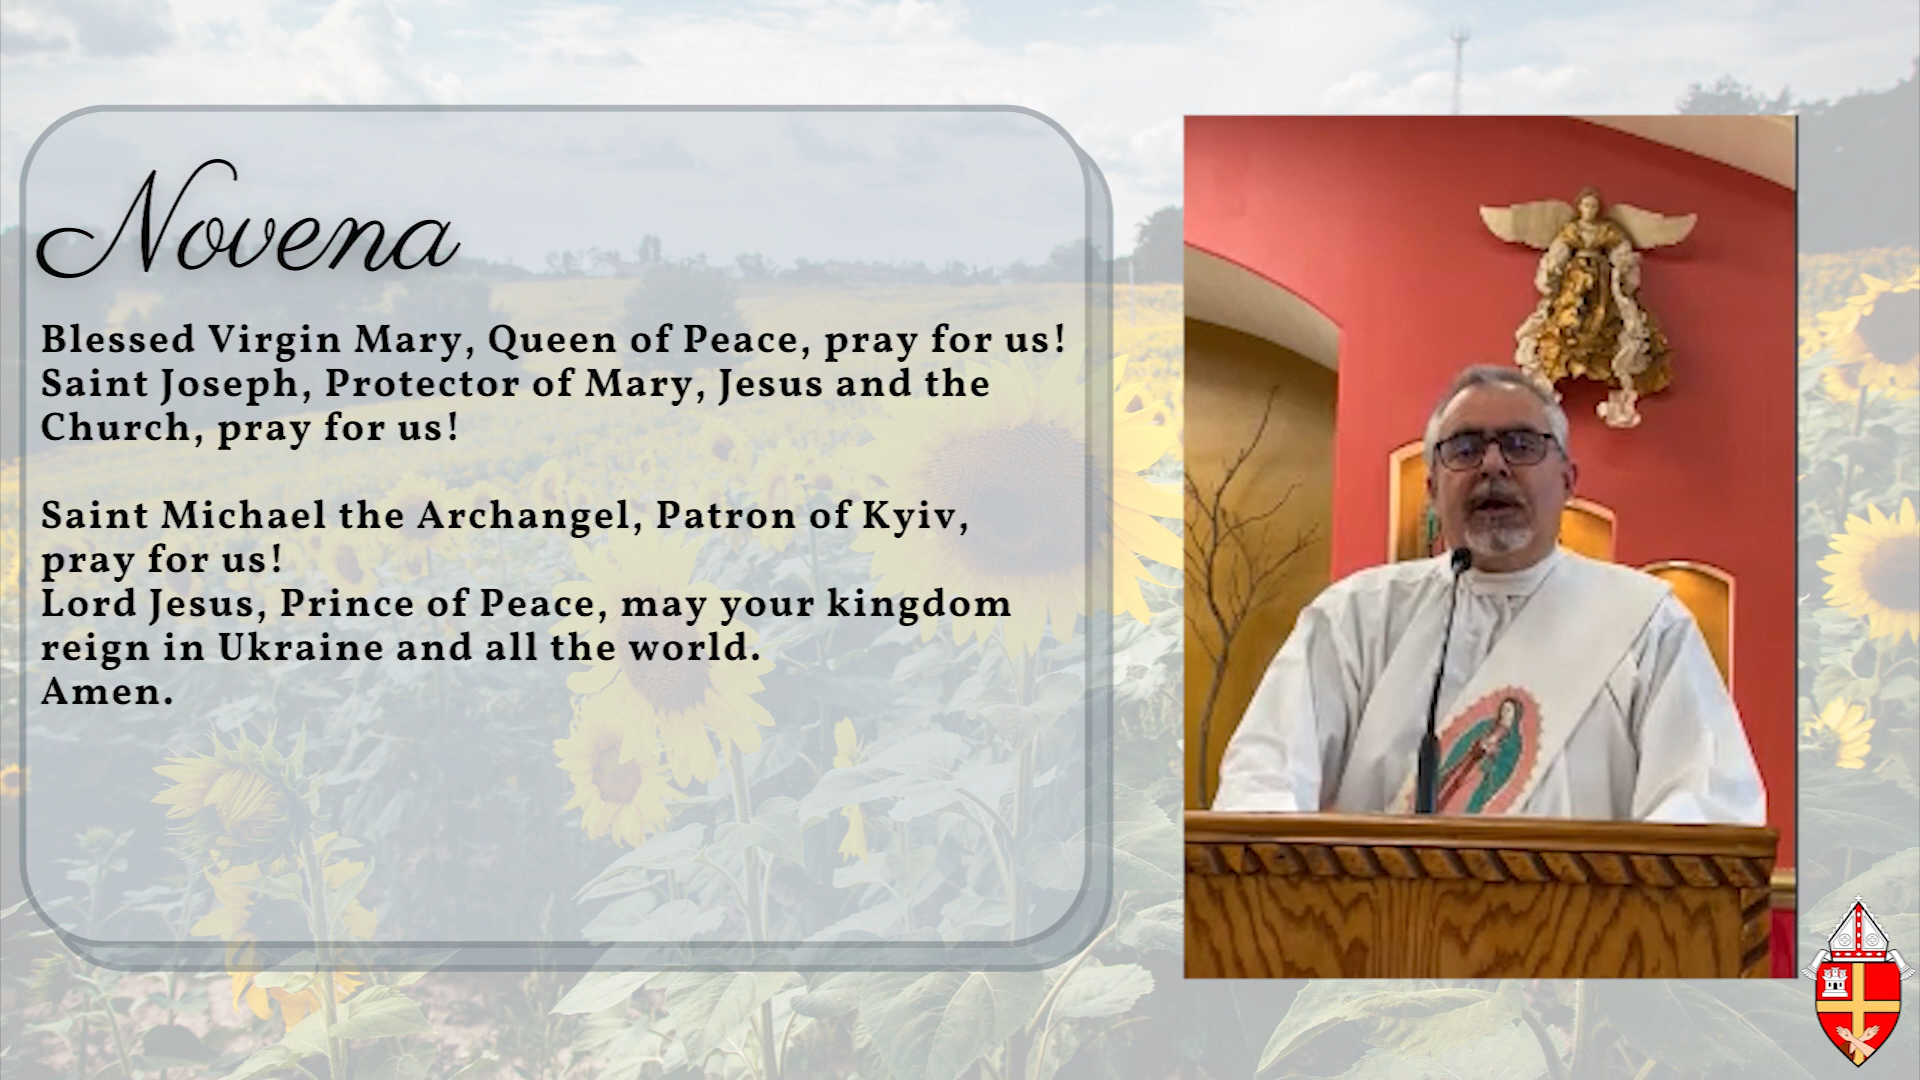 Novena
Blessed Virgin Mary, Queen of Peace, pray for us!
Saint Joseph, Protector of Mary, Jesus and the
Church, pray for us!
Saint Michael the Archangel, Patron of Kyiv,
pray for us!
Lord Jesus, Prince of Peace, may your kingdom
reign in Ukraine and all the world.
Amen.